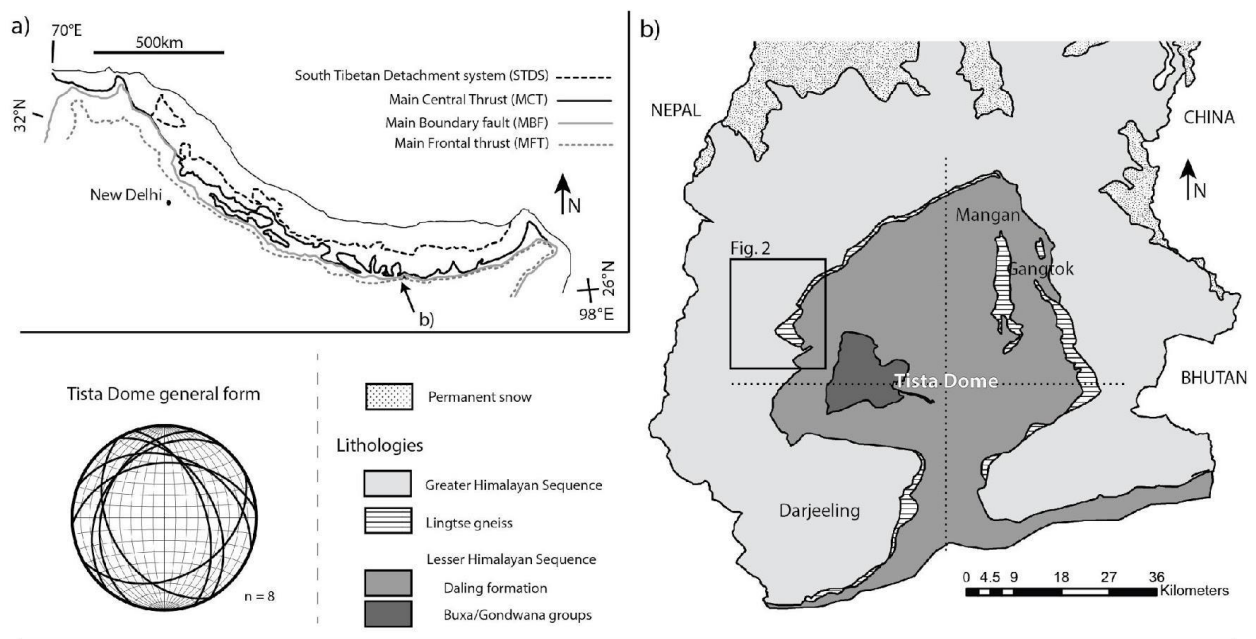 a)
70°E
500km
32°N
South Tibetan Detachment system (STDS)
Main Central Thrust (MCT)
Main Boundary fault (MBF)
Main Frontal thrust (MFT)
New Delhi
N
26°N
98°E
b)
b)
NEPAL
CHINA
N
Mangan
Fig. 2
Gangtok
Tista Dome
BHUTAN
Darjeeling
0 4.5 9 18 27 36
Kilometers
Tista Dome general form
n = 8
Permanent snow
Lithologies
Greater Himalayan Sequence
Lingtse gneiss
Lesser Himalayan Sequence
Daling formation
Buxa/Gondwana groups